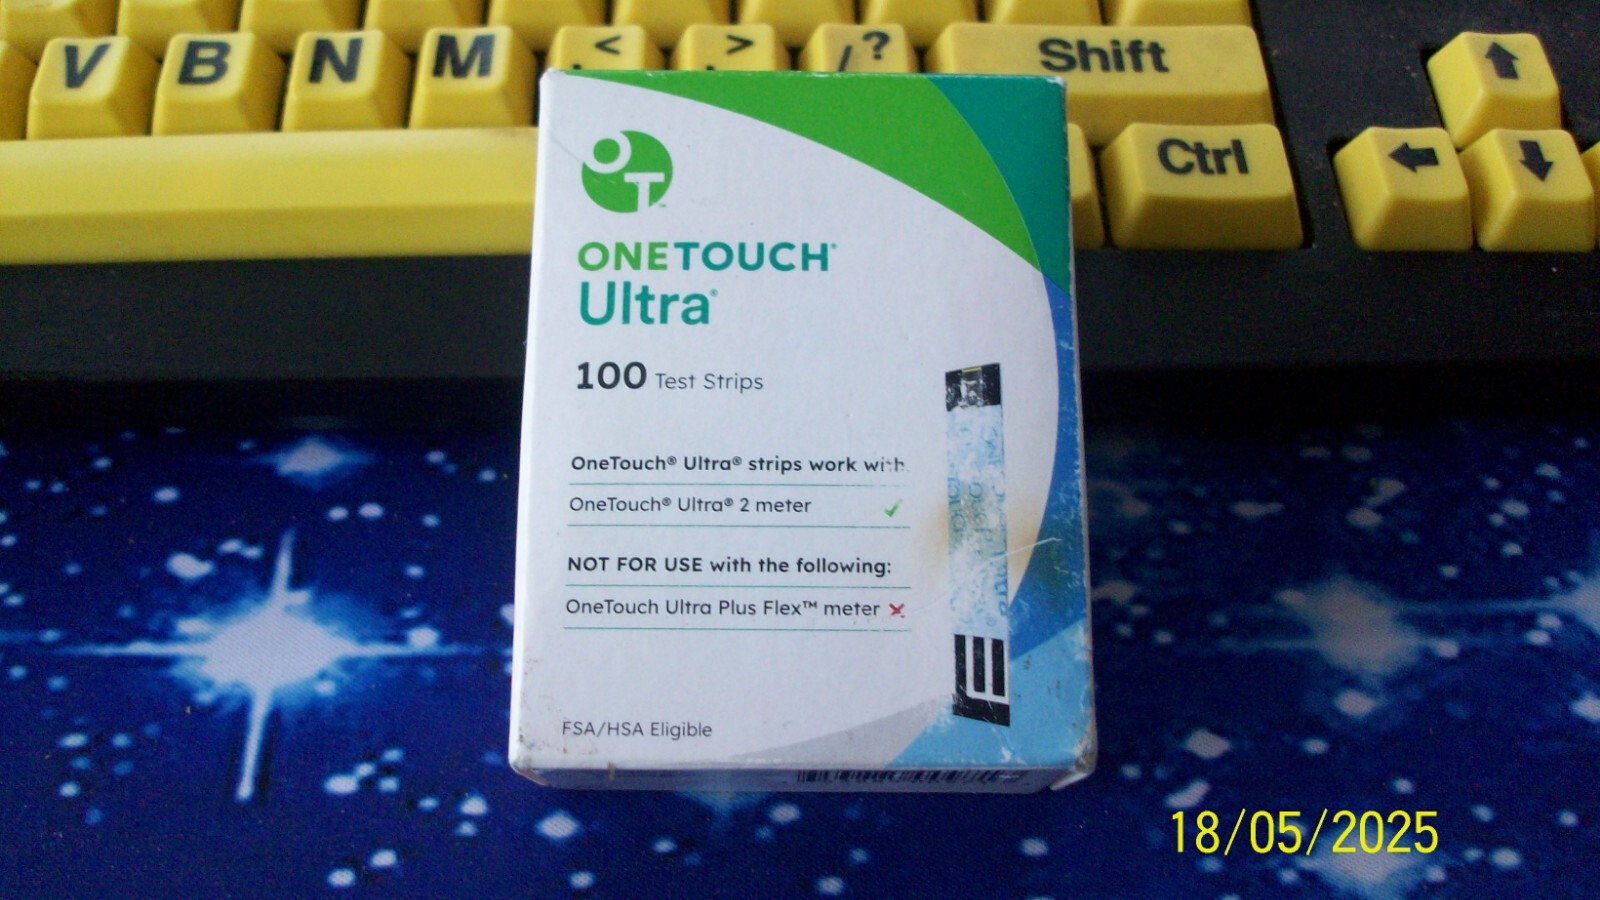 V B N M < > /? Shift
Ctrl
OT™
ONETOUCH®
Ultra®
100 Test Strips
OneTouch® Ultra® strips work with
OneTouch® Ultra® 2 meter
NOT FOR USE with the following:
OneTouch Ultra Plus Flex™ meter
FSA/HSA Eligible
18/05/2025